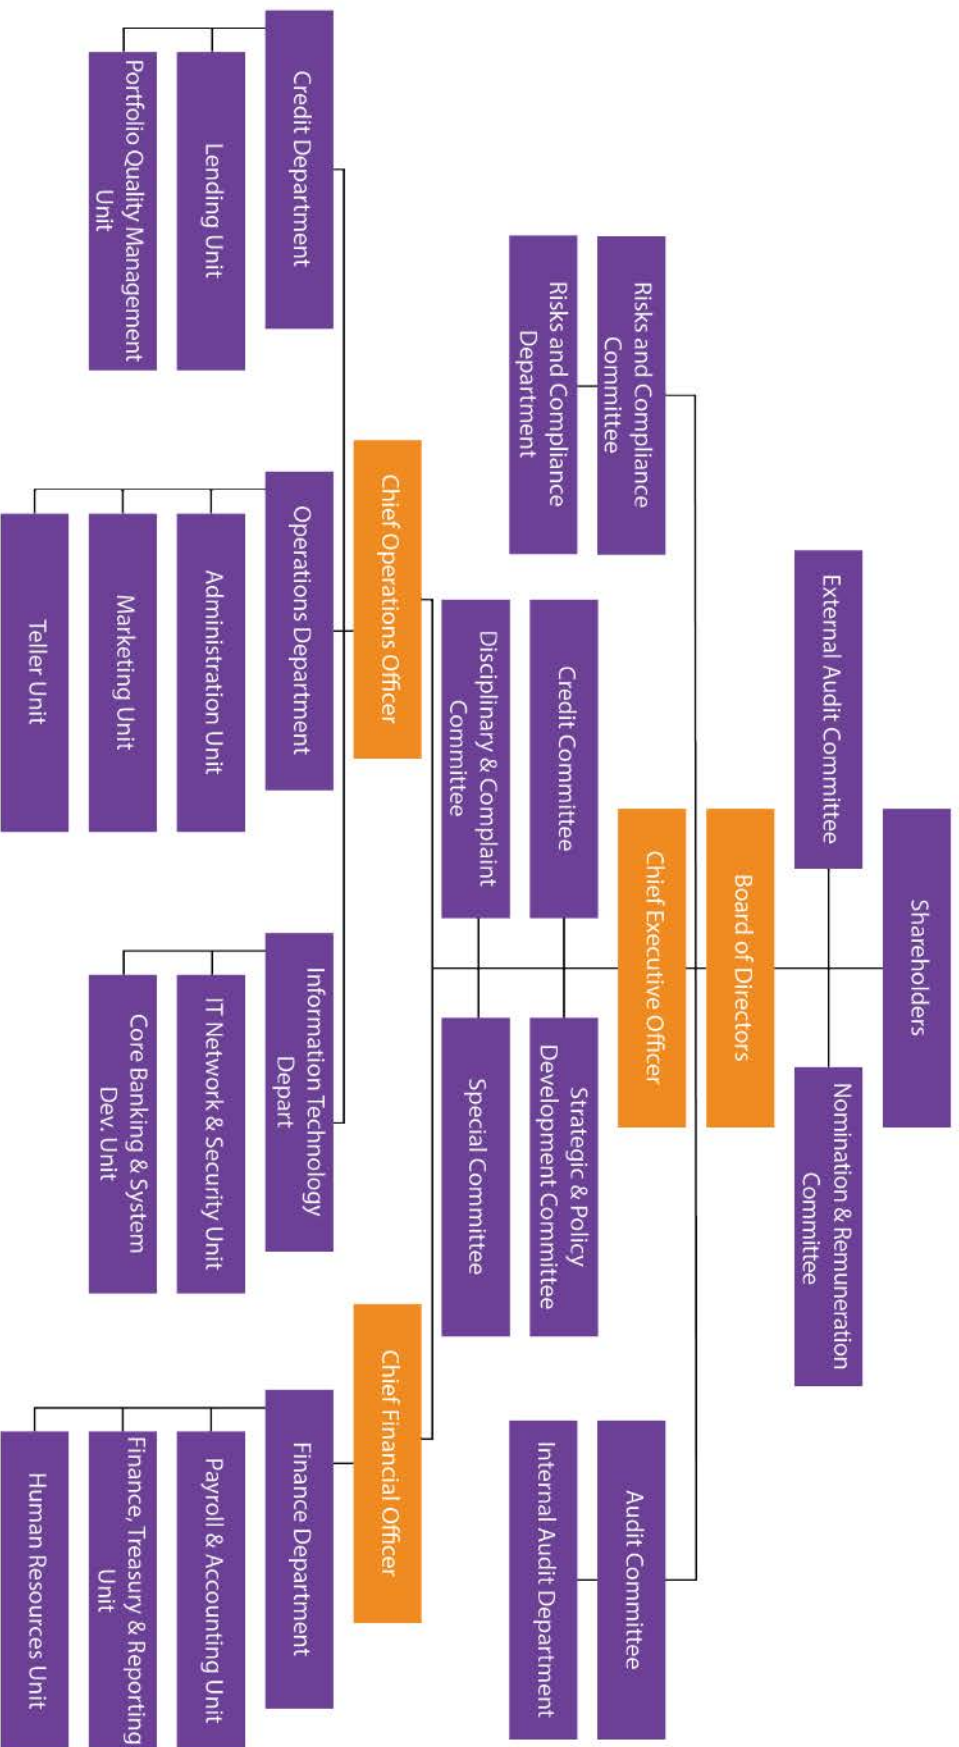 Shareholders
External Audit Committee
Nomination & Remuneration
Committee
Board of Directors
Chief Executive Officer
Risks and Compliance
Committee
Risks and Compliance
Department
Audit Committee
Internal Audit Department
Credit Committee
Strategic & Policy
Development Committee
Disciplinary & Complaint
Committee
Special Committee
Chief Operations Officer
Chief Financial Officer
Credit Department
Lending Unit
Portfolio Quality Management
Unit
Operations Department
Administration Unit
Marketing Unit
Teller Unit
Information Technology
Depart
IT Network & Security Unit
Core Banking & System
Dev. Unit
Finance Department
Payroll & Accounting Unit
Finance, Treasury & Reporting
Unit
Human Resources Unit